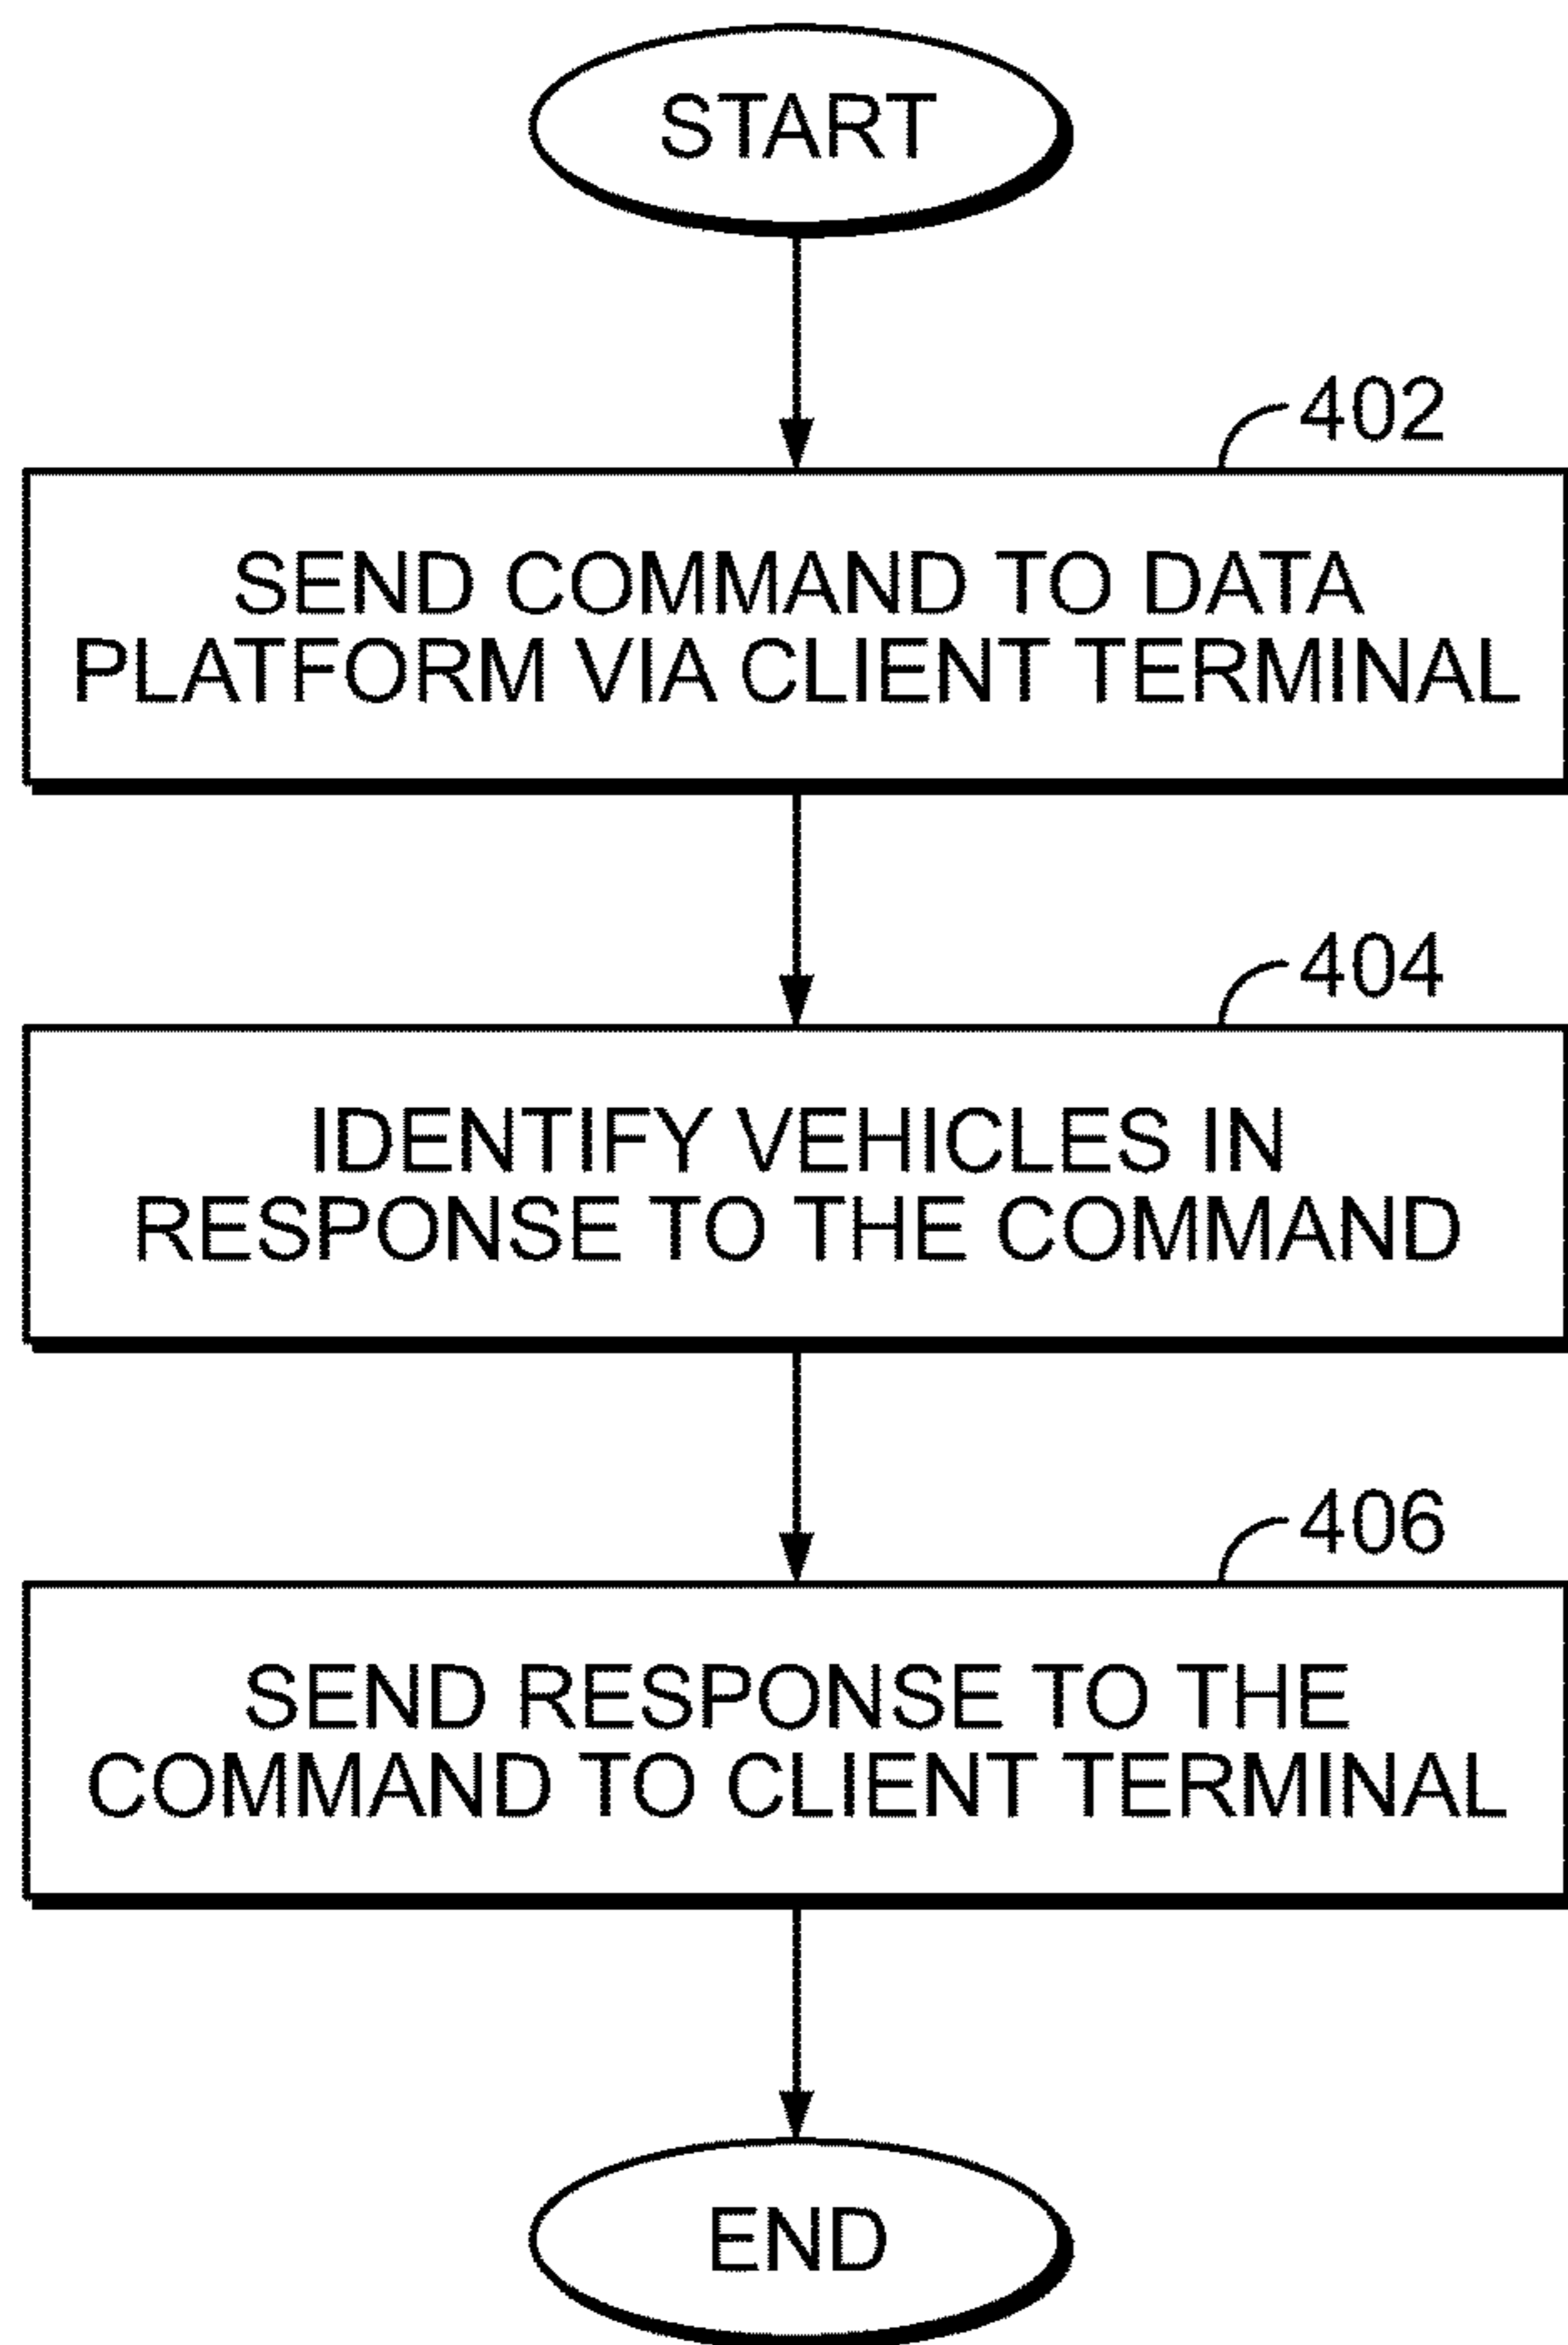 START
402
SEND COMMAND TO DATA
PLATFORM VIA CLIENT TERMINAL
404
IDENTIFY VEHICLES IN
RESPONSE TO THE COMMAND
406
SEND RESPONSE TO THE
COMMAND TO CLIENT TERMINAL
END